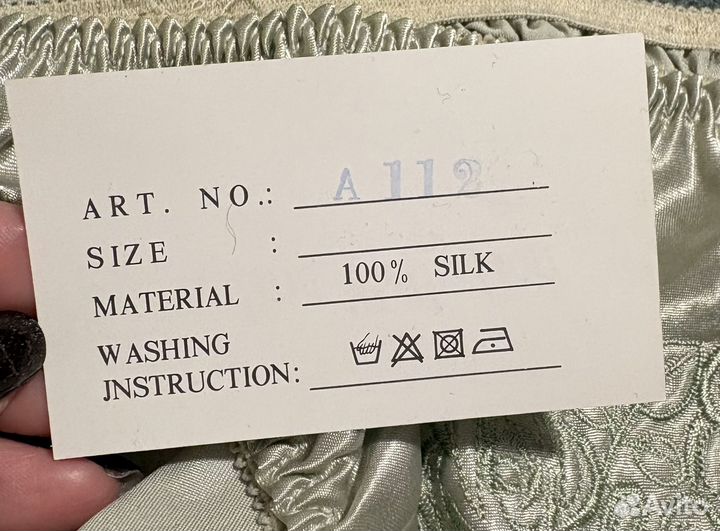 ART. NO.: A 112
SIZE :
MATERIAL : 100% SILK
WASHING
JNSTRUCTION:
Avito